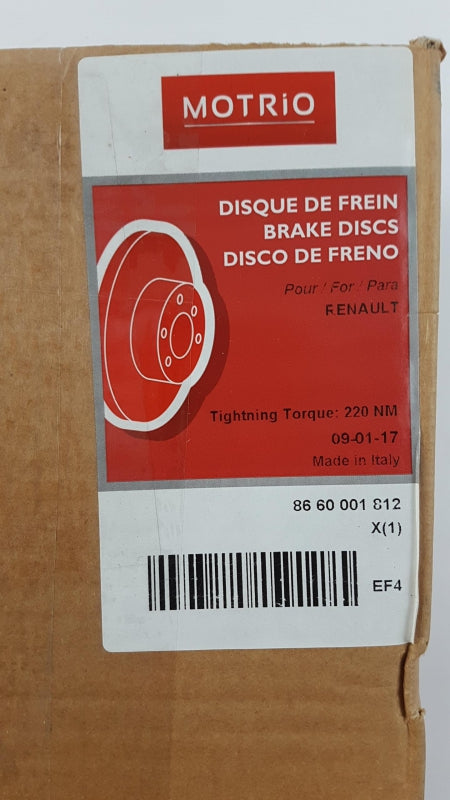 MOTRiO
DISQUE DE FREIN
BRAKE DISCS
DISCO DE FRENO
Pour / For / Para
RENAULT
Tightning Torque: 220 NM
09-01-17
Made in Italy
86 60 001 812
X(1)
EF4